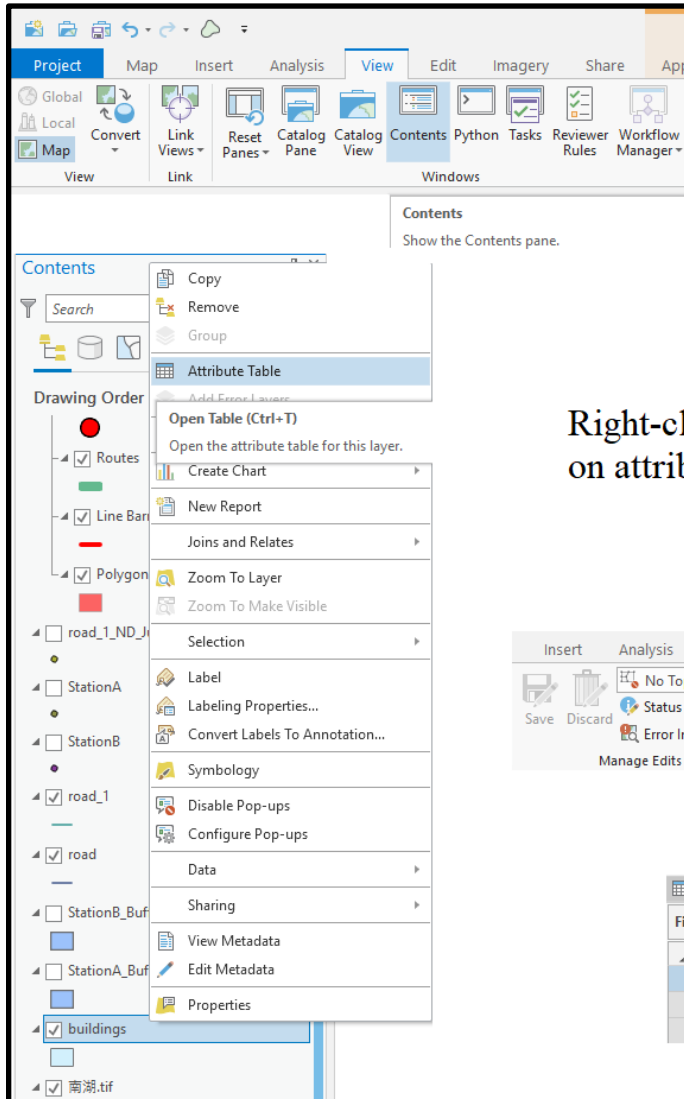 Project Map Insert Analysis View Edit Imagery Share App
Global
Local
Map
Convert
Link Views
Reset Panes
Catalog Pane
Catalog View
Contents
Python
Tasks
Reviewer Rules
Workflow Manager
View Link Windows
Contents
Show the Contents pane.
Contents
Search
Drawing Order
Routes
Line Bar
Polygon
road_1_ND_Ju
StationA
StationB
road_1
road
StationB_Buf
StationA_Buf
buildings
南湖.tif
Copy
Remove
Group
Attribute Table
Add Error Layers
Open Table (Ctrl+T)
Open the attribute table for this layer.
Create Chart
New Report
Joins and Relates
Zoom To Layer
Zoom To Make Visible
Selection
Label
Labeling Properties...
Convert Labels To Annotation...
Symbology
Disable Pop-ups
Configure Pop-ups
Data
Sharing
View Metadata
Edit Metadata
Properties
Right-cl
on attrib
Insert Analysis
Save Discard
No To
Status
Error In
Manage Edits
Fi